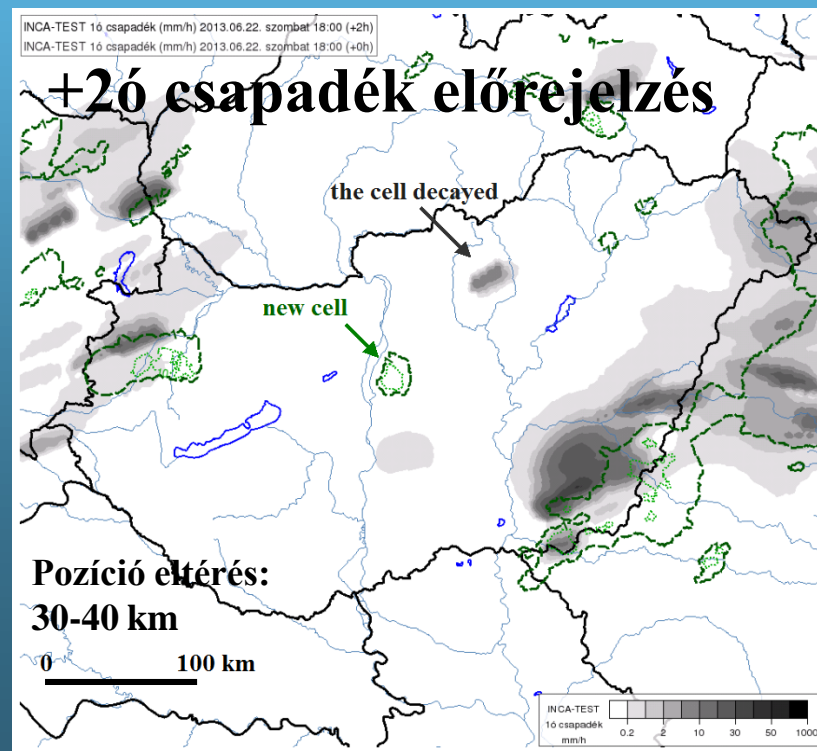 INCA-TEST 1ó csapadék (mm/h) 2013.06.22. szombat 18:00 (+2h)
INCA-TEST 1ó csapadék (mm/h) 2013.06.22. szombat 18:00 (+0h)
+2ó csapadék előrejelzés
the cell decayed
new cell
Pozíció eltérés:
30-40 km
0 100 km
INCA-TEST
1ó csapadék
mm/h
0.2 2 10 30 50 1000